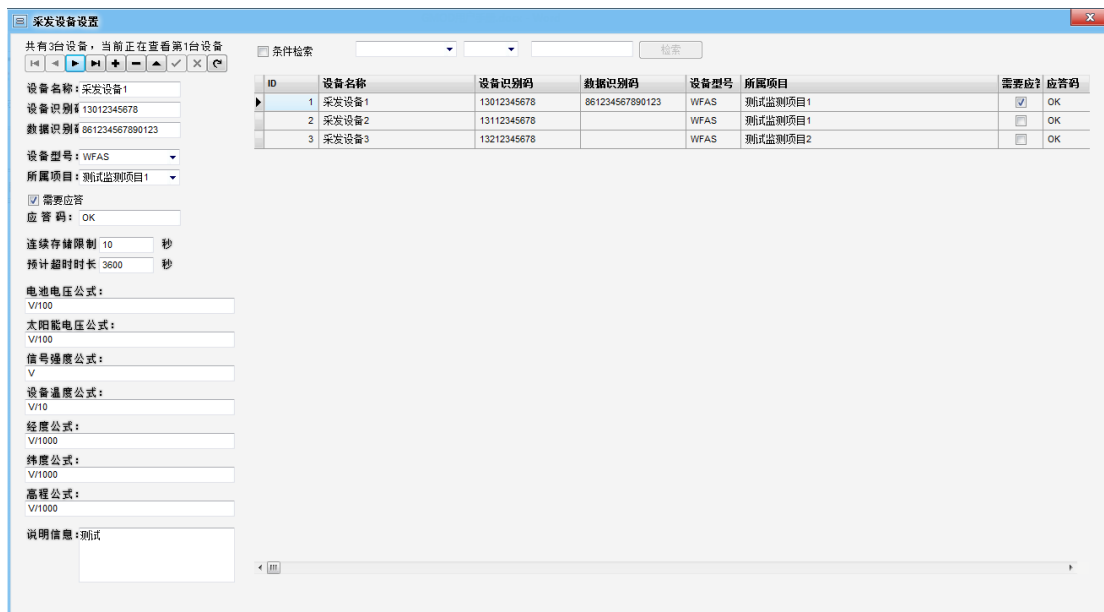 采发设备设置
共有3台设备，当前正在查看第1台设备
设备名称：采发设备1
设备识别 13012345678
数据识别 861234567890123
设备型号：WFAS
所属项目：测试监测项目1
需要应答
应 答 码： OK
连续存储限制 10 秒
预计超时时长 3600 秒
电池电压公式：
V/100
太阳能电压公式：
V/100
信号强度公式：
V
设备温度公式：
V/10
经度公式：
V/1000
纬度公式：
V/1000
高程公式：
V/1000
说明信息：测试
条件检索 检索
ID 设备名称 设备识别码 数据识别码 设备型号 所属项目 需要应 应答码
1 采发设备1 13012345678 861234567890123 WFAS 测试监测项目1 OK
2 采发设备2 13112345678 WFAS 测试监测项目1 OK
3 采发设备3 13212345678 WFAS 测试监测项目2 OK